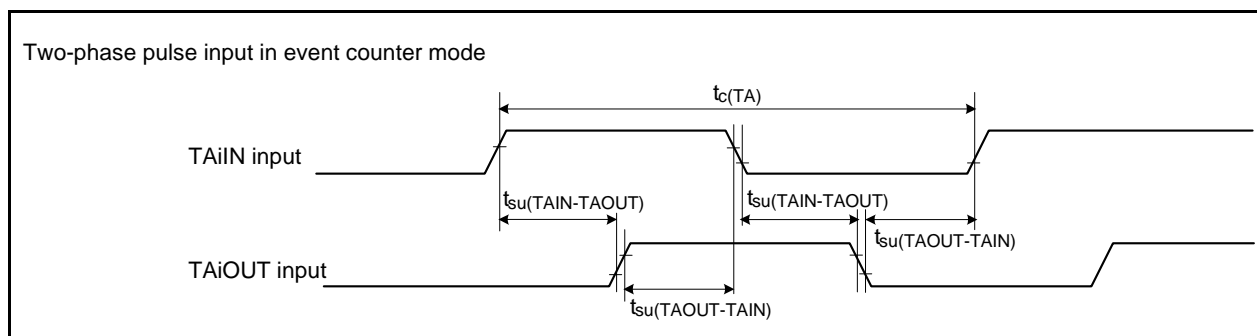 Two-phase pulse input in event counter mode
tc(TA)
TAiIN input
tsu(TAIN-TAOUT)
tsu(TAIN-TAOUT)
tsu(TAOUT-TAIN)
TAiOUT input
tsu(TAOUT-TAIN)